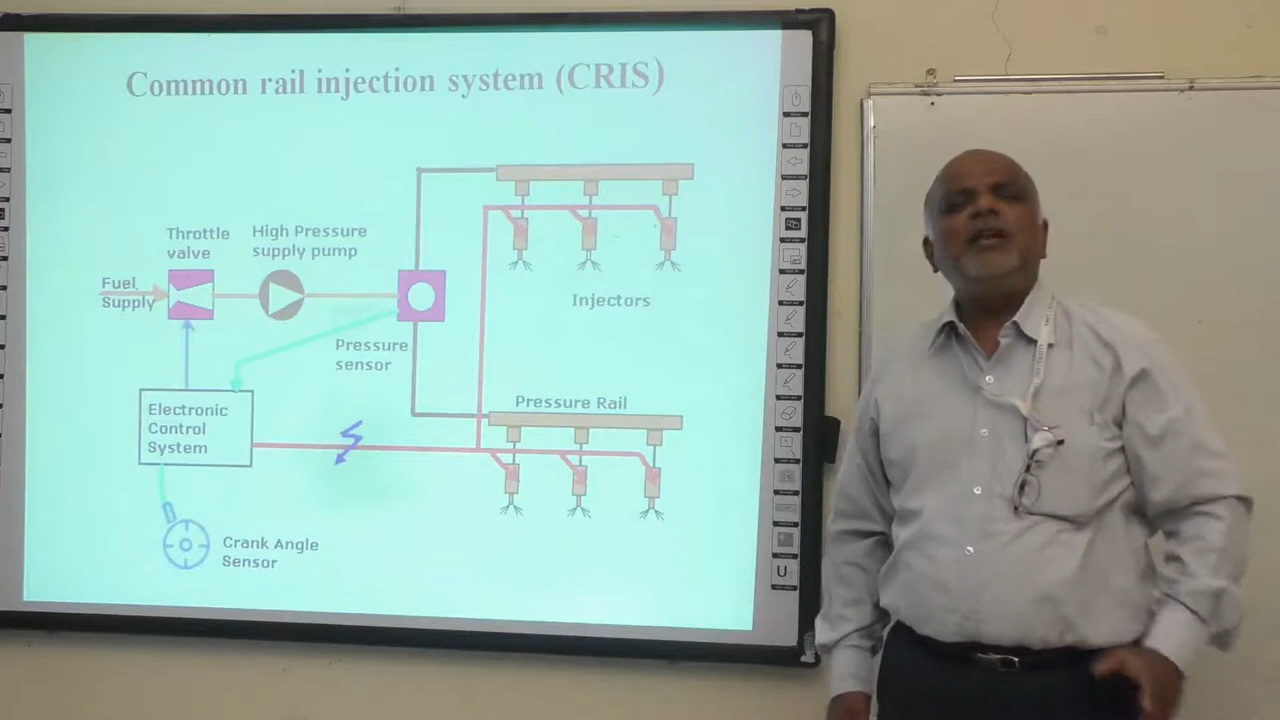 Common rail injection system (CRIS)
Throttle
valve
High Pressure
supply pump
Fuel
Supply
Injectors
Pressure
sensor
Electronic
Control
System
Pressure Rail
Crank Angle
Sensor
U